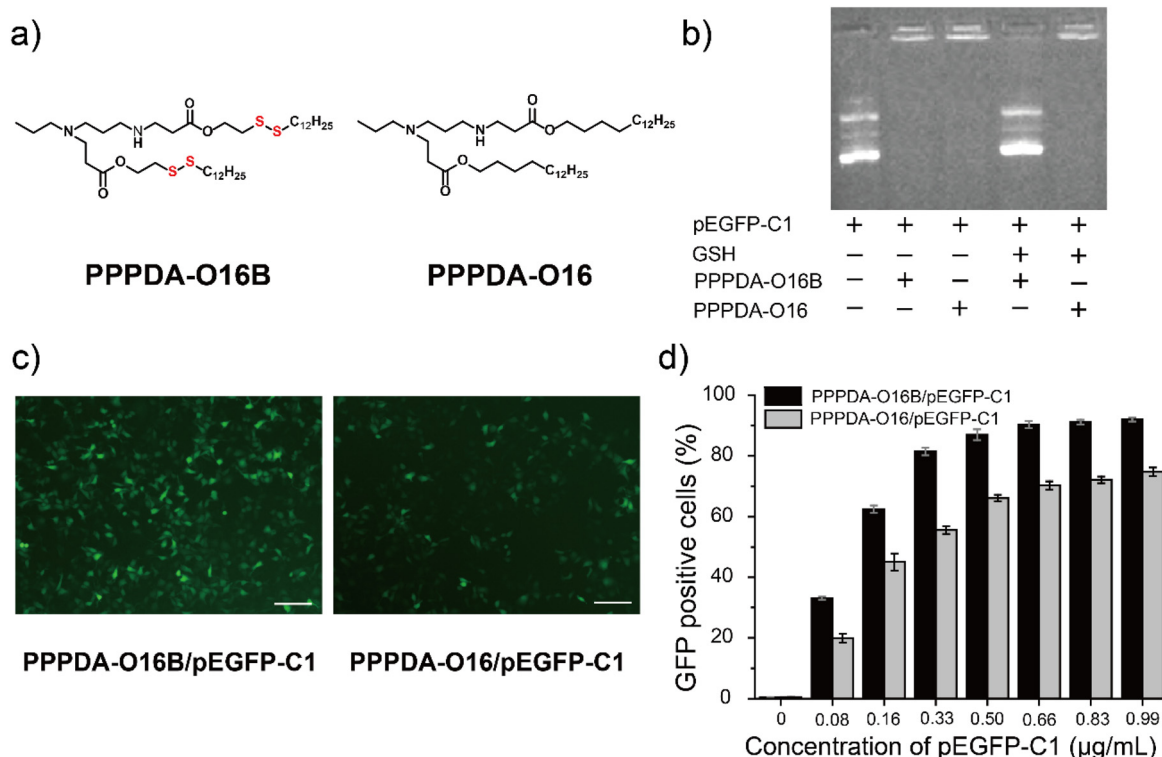 a)
N
N
H
O
O
S
S
C12H25
O
O
S
S
C12H25
PPPDA-O16B
N
N
H
O
O
C12H25
O
O
C12H25
PPPDA-O16
b)
pEGFP-C1 + + + + +
GSH − − − + +
PPPDA-O16B − + − + −
PPPDA-O16 − − + − +
c)
PPPDA-O16B/pEGFP-C1
PPPDA-O16/pEGFP-C1
d)
PPPDA-O16B/pEGFP-C1
PPPDA-O16/pEGFP-C1
GFP positive cells (%)
100
80
60
40
20
0
0 0.08 0.16 0.33 0.50 0.66 0.83 0.99
Concentration of pEGFP-C1 (μg/mL)